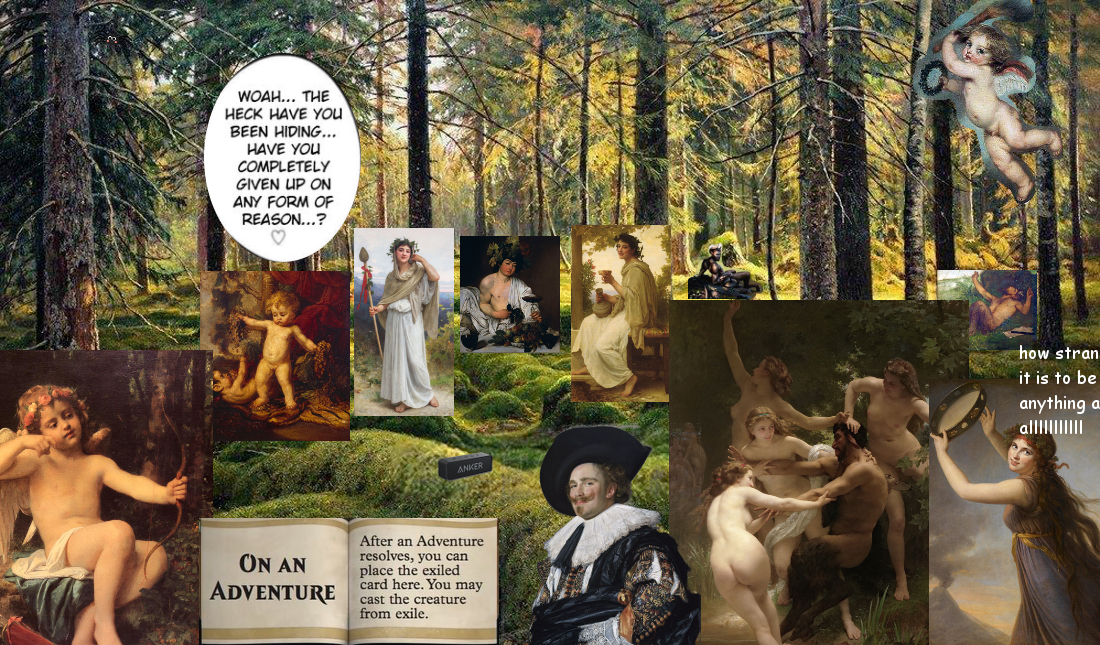 WOAH... THE
HECK HAVE YOU
BEEN HIDING...
HAVE YOU
COMPLETELY
GIVEN UP ON
ANY FORM OF
REASON...?
♡
how stran
it is to be
anything a
allllllllll
ANKER
ON AN
ADVENTURE
After an Adventure
resolves, you can
place the exiled
card here. You may
cast the creature
from exile.